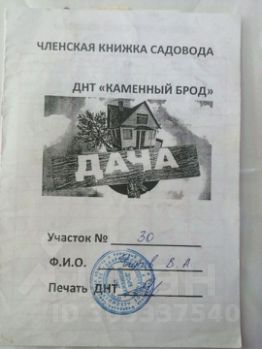 ЧЛЕНСКАЯ КНИЖКА САДОВОДА
ДНТ «КАМЕННЫЙ БРОД»
ДАЧА
Участок № 30
Ф.И.О. В.А
Печать ДНТ